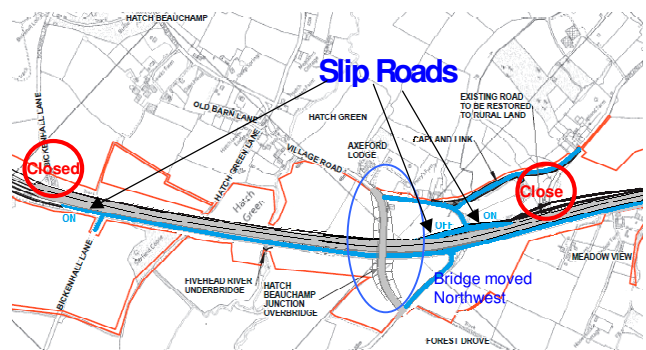 HATCH BEAUCHAMP
BICKENHALL LANE
Slip Roads
OLD BARN LANE
HATCH GREEN
EXISTING ROAD
TO BE RESTORED
TO RURAL LAND
HATCH GREEN LANE
VILLAGE ROAD
AXEFORD
LODGE
CAPLAND LINK
Closed
Close
Hatch
Green
ON
OFF
ON
BICKENHALL LANE
FIVEHEAD RIVER
UNDERBRIDGE
HATCH
BEAUCHAMP
JUNCTION
OVERBRIDGE
Bridge moved
Northwest
MEADOW VIEW
FOREST DROVE